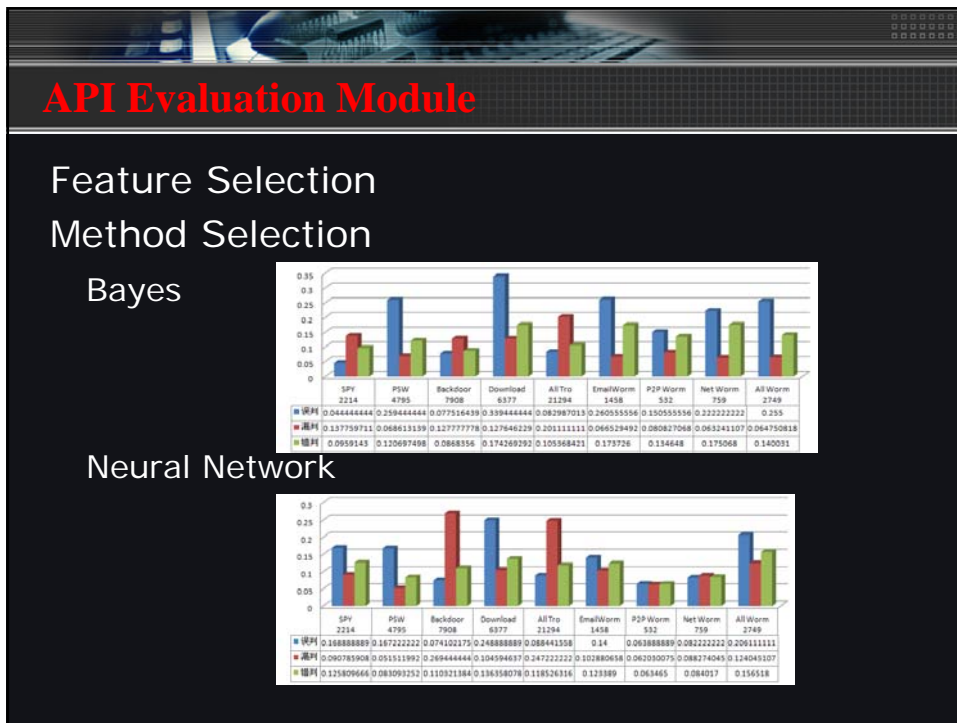 API Evaluation Module
Feature Selection
Method Selection
Bayes
0.35
0.3
0.25
0.2
0.15
0.1
0.05
0
SPY PSW Backdoor Download All Tro EmailWorm P2P Worm Net Worm All Worm
2214 4795 7908 6377 21294 1458 532 759 2749
误判 0.044444444 0.259444444 0.077516439 0.339444444 0.082987013 0.260555556 0.150555556 0.222222222 0.255
漏判 0.137759711 0.068613139 0.127777778 0.127646229 0.201111111 0.066529492 0.080827068 0.063241107 0.064750818
错判 0.0959143 0.120697498 0.0868356 0.174269292 0.105368421 0.173726 0.134648 0.175068 0.140031
Neural Network
0.3
0.25
0.2
0.15
0.1
0.05
0
SPY PSW Backdoor Download All Tro EmailWorm P2P Worm Net Worm All Worm
2214 4795 7908 6377 21294 1458 532 759 2749
误判 0.168888889 0.167222222 0.074102175 0.248888889 0.088441558 0.14 0.063888889 0.082222222 0.206111111
漏判 0.090785908 0.051511992 0.269444444 0.104594637 0.247222222 0.102880658 0.062030075 0.088274045 0.124045107
错判 0.125809666 0.083093252 0.110321384 0.136358078 0.118526316 0.123389 0.063465 0.084017 0.156518